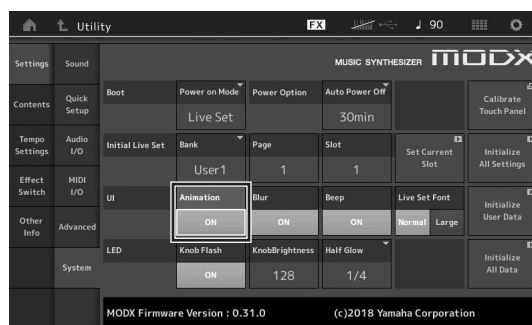 Utility FX 90
MUSIC SYNTHESIZER MODX
Settings Sound
Boot Power on Mode Power Option Auto Power Off Calibrate Touch Panel
Live Set 30min
Contents Quick Setup
Tempo Settings Audio I/O
Initial Live Set Bank Page Slot Set Current Slot Initialize All Settings
User1 1 1
Effect Switch MIDI I/O
UI Animation Blur Beep Live Set Font Initialize User Data
ON ON ON Normal Large
Other Info Advanced
LED Knob Flash KnobBrightness Half Glow Initialize All Data
System
ON 128 1/4
MODX Firmware Version : 0.31.0 (c)2018 Yamaha Corporation